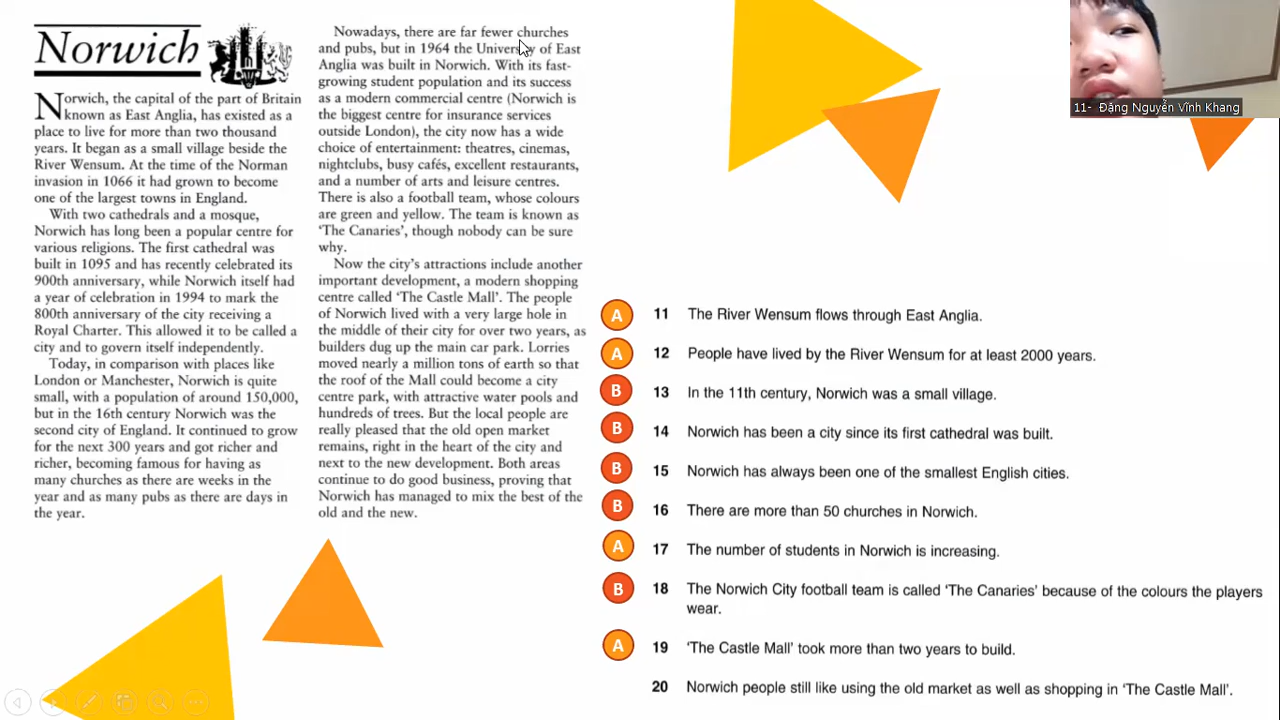 Norwich
Norwich, the capital of the part of Britain
known as East Anglia, has existed as a
place to live for more than two thousand
years. It began as a small village beside the
River Wensum. At the time of the Norman
invasion in 1066 it had grown to become
one of the largest towns in England.
With two cathedrals and a mosque,
Norwich has long been a popular centre for
various religions. The first cathedral was
built in 1095 and has recently celebrated its
900th anniversary, while Norwich itself had
a year of celebration in 1994 to mark the
800th anniversary of the city receiving a
Royal Charter. This allowed it to be called a
city and to govern itself independently.
Today, in comparison with places like
London or Manchester, Norwich is quite
small, with a population of around 150,000,
but in the 16th century Norwich was the
second city of England. It continued to grow
for the next 300 years and got richer and
richer, becoming famous for having as
many churches as there are weeks in the
year and as many pubs as there are days in
the year.
Nowadays, there are far fewer churches
and pubs, but in 1964 the University of East
Anglia was built in Norwich. With its fast-
growing student population and its success
as a modern commercial centre (Norwich is
the biggest centre for insurance services
outside London), the city now has a wide
choice of entertainment: theatres, cinemas,
nightclubs, busy cafés, excellent restaurants,
and a number of arts and leisure centres.
There is also a football team, whose colours
are green and yellow. The team is known as
'The Canaries', though nobody can be sure
why.
Now the city's attractions include another
important development, a modern shopping
centre called 'The Castle Mall'. The people
of Norwich lived with a very large hole in
the middle of their city for over two years, as
builders dug up the main car park. Lorries
moved nearly a million tons of earth so that
the roof of the Mall could become a city
centre park, with attractive water pools and
hundreds of trees. But the local people are
really pleased that the old open market
remains, right in the heart of the city and
next to the new development. Both areas
continue to do good business, proving that
Norwich has managed to mix the best of the
old and the new.
11- Đặng Nguyễn Vĩnh Khang
A 11 The River Wensum flows through East Anglia.
A 12 People have lived by the River Wensum for at least 2000 years.
B 13 In the 11th century, Norwich was a small village.
B 14 Norwich has been a city since its first cathedral was built.
B 15 Norwich has always been one of the smallest English cities.
B 16 There are more than 50 churches in Norwich.
A 17 The number of students in Norwich is increasing.
B 18 The Norwich City football team is called 'The Canaries' because of the colours the players
wear.
A 19 'The Castle Mall' took more than two years to build.
20 Norwich people still like using the old market as well as shopping in 'The Castle Mall'.